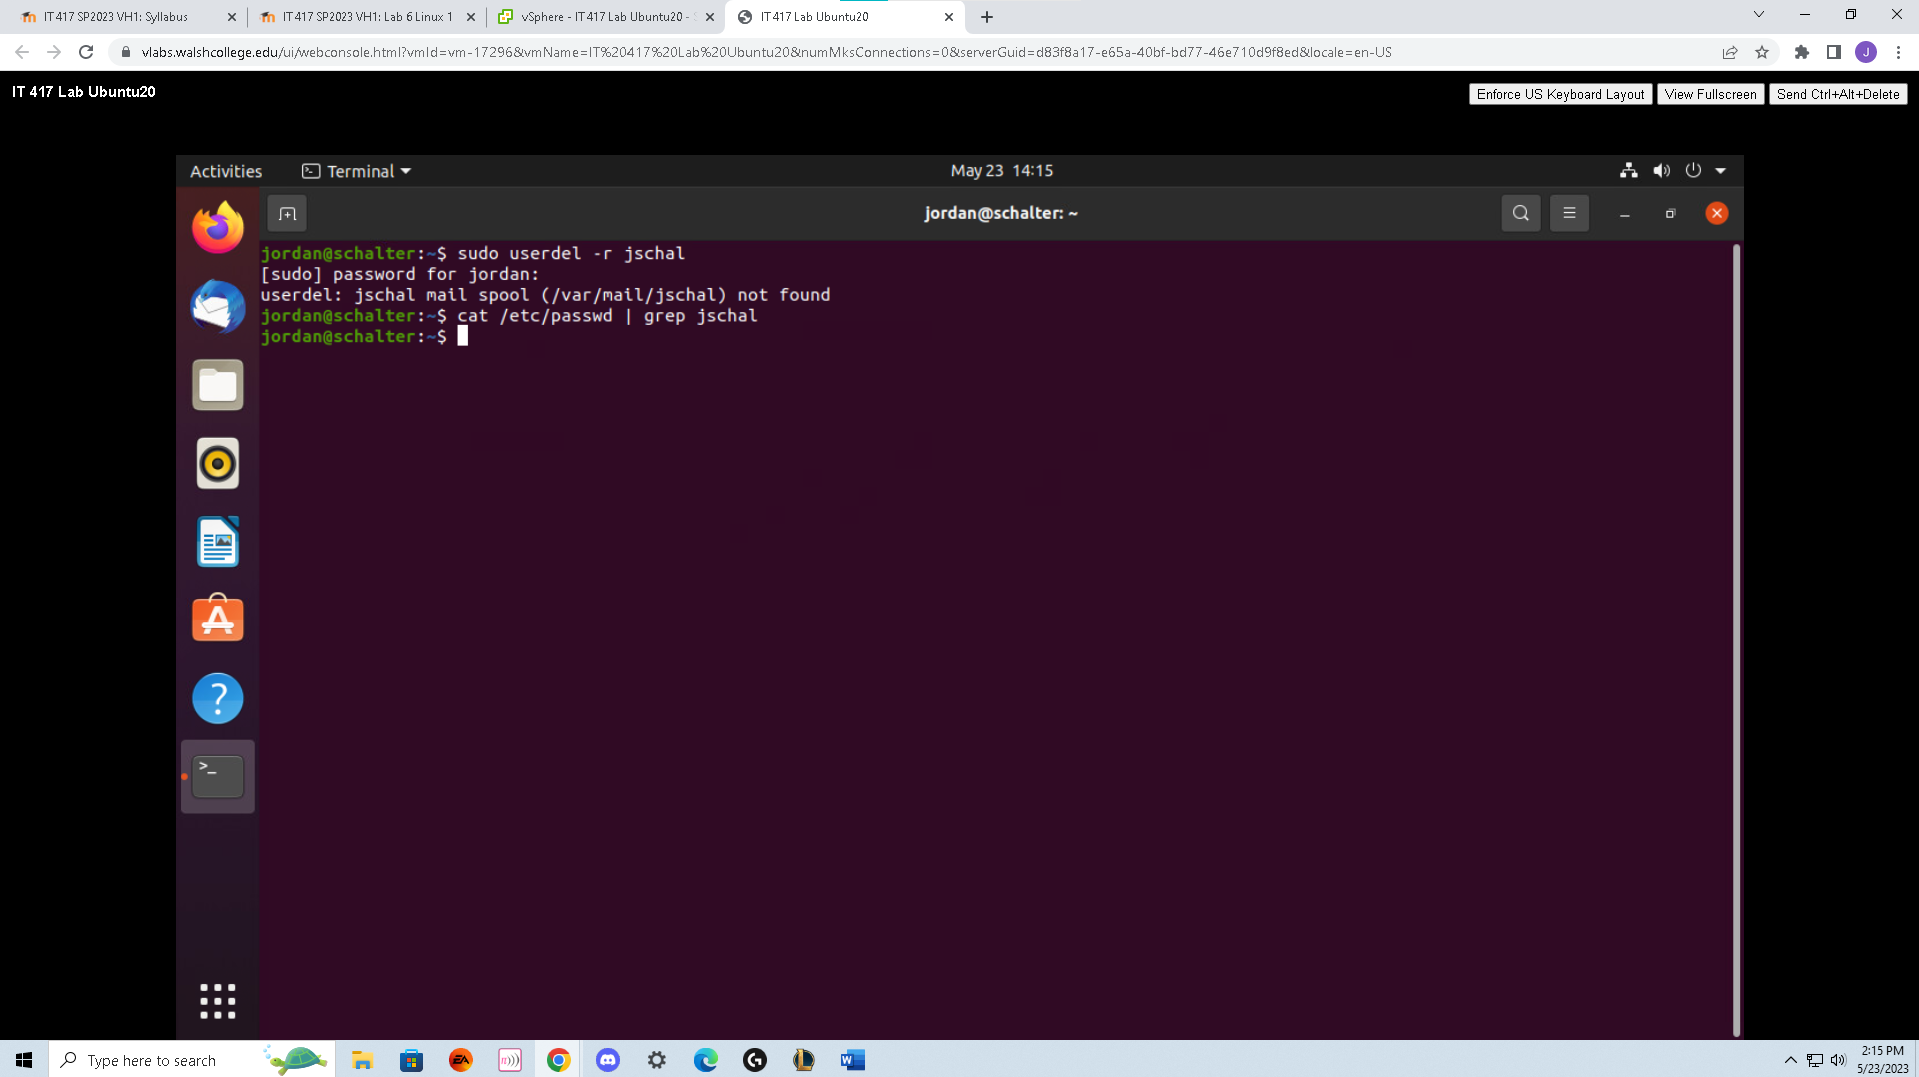 IT417 SP2023 VH1: Syllabus
IT417 SP2023 VH1: Lab 6 Linux 1
vSphere - IT417 Lab Ubuntu20 -
IT417 Lab Ubuntu20
vlabs.walshcollege.edu/ui/webconsole.html?vmId=vm-17296&vmName=IT%20417%20Lab%20Ubuntu20&numMksConnections=0&serverGuid=d83f8a17-e65a-40bf-bd77-46e710d9f8ed&locale=en-US
J
IT 417 Lab Ubuntu20
Enforce US Keyboard Layout
View Fullscreen
Send Ctrl+Alt+Delete
Activities
Terminal
May 23 14:15
jordan@schalter: ~
jordan@schalter:~$ sudo userdel -r jschal
[sudo] password for jordan:
userdel: jschal mail spool (/var/mail/jschal) not found
jordan@schalter:~$ cat /etc/passwd | grep jschal
jordan@schalter:~$
Type here to search
2:15 PM
5/23/2023